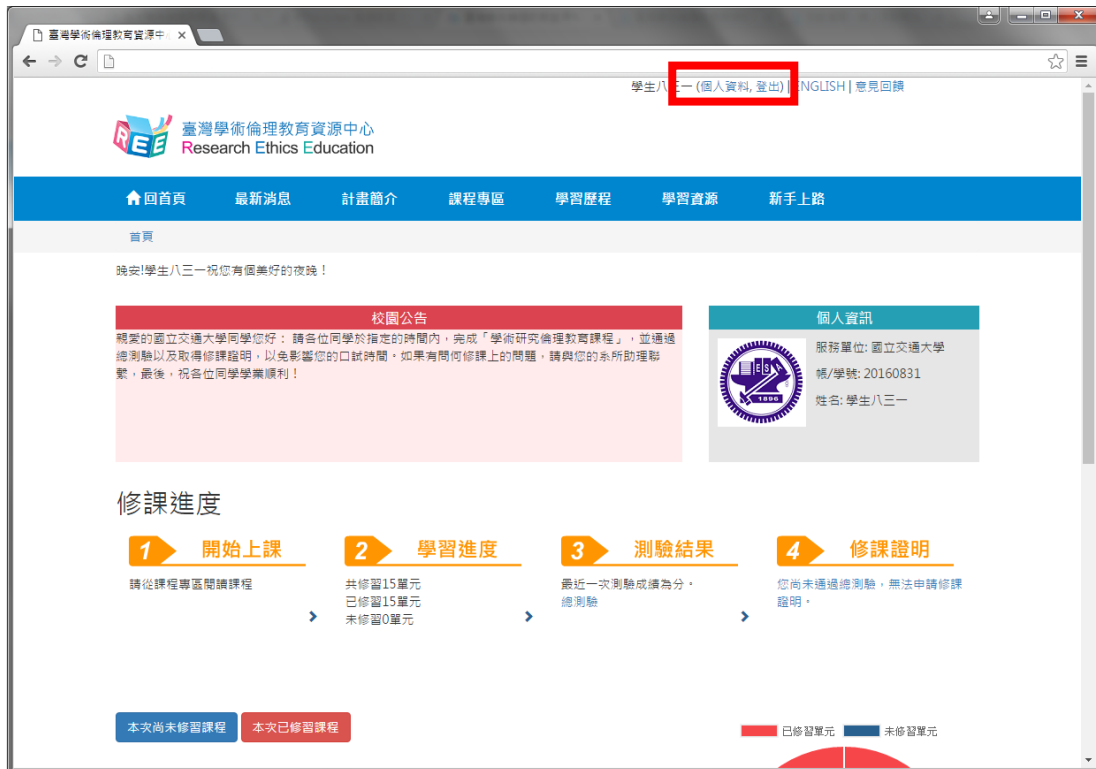 臺灣學術倫理教育資源中
學生八三一 (個人資料, 登出) | ENGLISH | 意見回饋
REE
臺灣學術倫理教育資源中心
Research Ethics Education
回首頁 最新消息 計畫簡介 課程專區 學習歷程 學習資源 新手上路
首頁
晚安!學生八三一祝您有個美好的夜晚！
校園公告
親愛的國立交通大學同學您好： 請各位同學於指定的時間內，完成「學術研究倫理教育課程」，並通過
總測驗以及取得修課證明，以免影響您的口試時間。如果有問何修課上的問題，請與您的系所助理聯
繫，最後，祝各位同學學業順利！
個人資訊
ESA
1896
服務單位: 國立交通大學
帳/學號: 20160831
姓名: 學生八三一
修課進度
1 開始上課
請從課程專區閱讀課程
2 學習進度
共修習15單元
已修習15單元
未修習0單元
3 測驗結果
最近一次測驗成績為分。
總測驗
4 修課證明
您尚未通過總測驗，無法申請修課
證明。
本次尚未修習課程 本次已修習課程
已修習單元 未修習單元